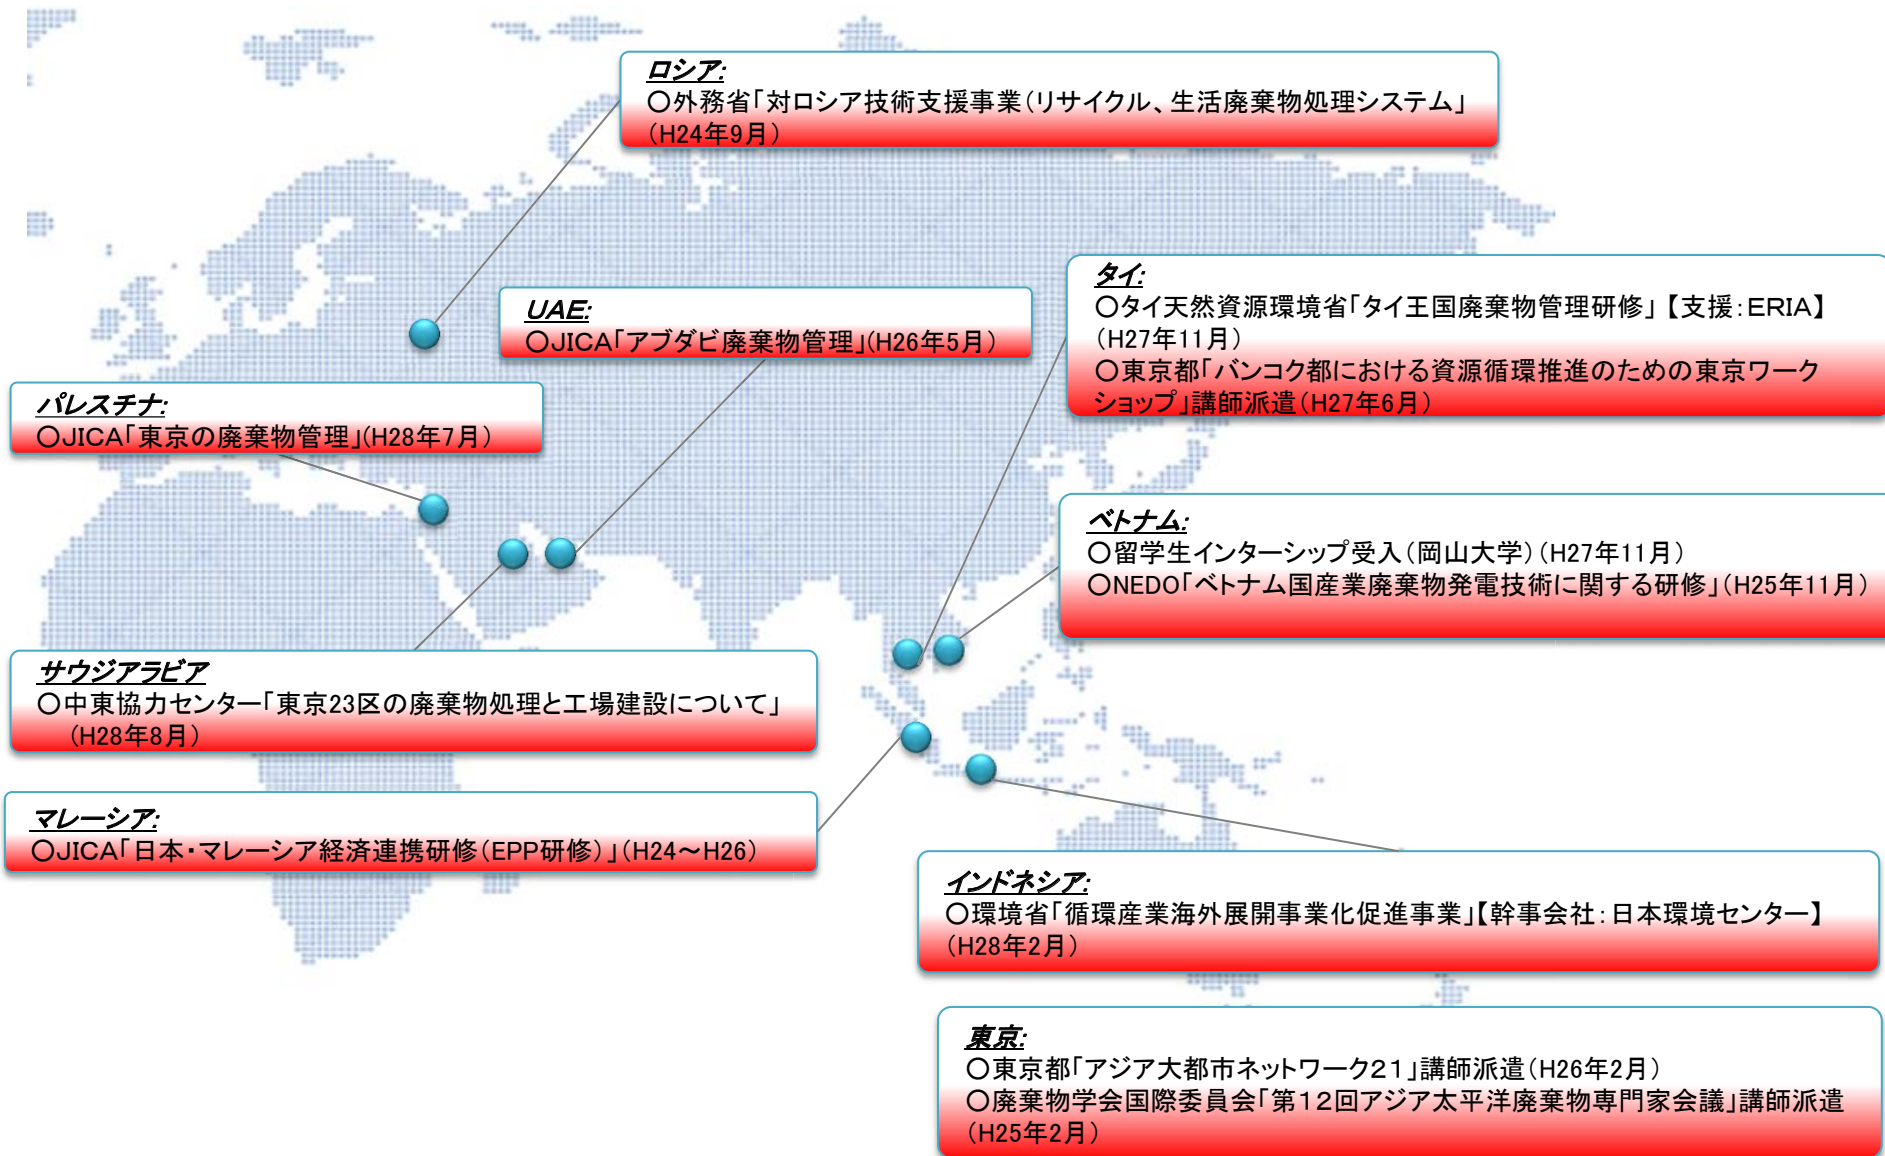 ロシア:
○外務省「対ロシア技術支援事業（リサイクル、生活廃棄物処理システム」
（H24年9月）
UAE:
○JICA「アブダビ廃棄物管理」（H26年5月）
タイ:
○タイ天然資源環境省「タイ王国廃棄物管理研修」【支援：ERIA】
（H27年11月）
○東京都「バンコク都における資源循環推進のための東京ワーク
ショップ」講師派遣（H27年6月）
パレスチナ:
○JICA「東京の廃棄物管理」（H28年7月）
ベトナム:
○留学生インターシップ受入（岡山大学）（H27年11月）
○NEDO「ベトナム国産業廃棄物発電技術に関する研修」（H25年11月）
サウジアラビア
○中東協力センター「東京23区の廃棄物処理と工場建設について」
（H28年8月）
マレーシア:
○JICA「日本・マレーシア経済連携研修（EPP研修）」（H24～H26）
インドネシア:
○環境省「循環産業海外展開事業化促進事業」【幹事会社：日本環境センター】
（H28年2月）
東京:
○東京都「アジア大都市ネットワーク２１」講師派遣（H26年2月）
○廃棄物学会国際委員会「第１２回アジア太平洋廃棄物専門家会議」講師派遣
（H25年2月）